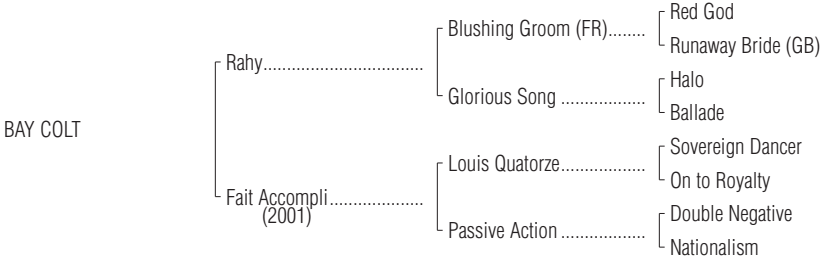 Red God
Blushing Groom (FR)........
Runaway Bride (GB)
Rahy.................................
Halo
Glorious Song ..................
Ballade
BAY COLT
Sovereign Dancer
Louis Quatorze..................
On to Royalty
Fait Accompli....................
(2001)
Double Negative
Passive Action ..................
Nationalism